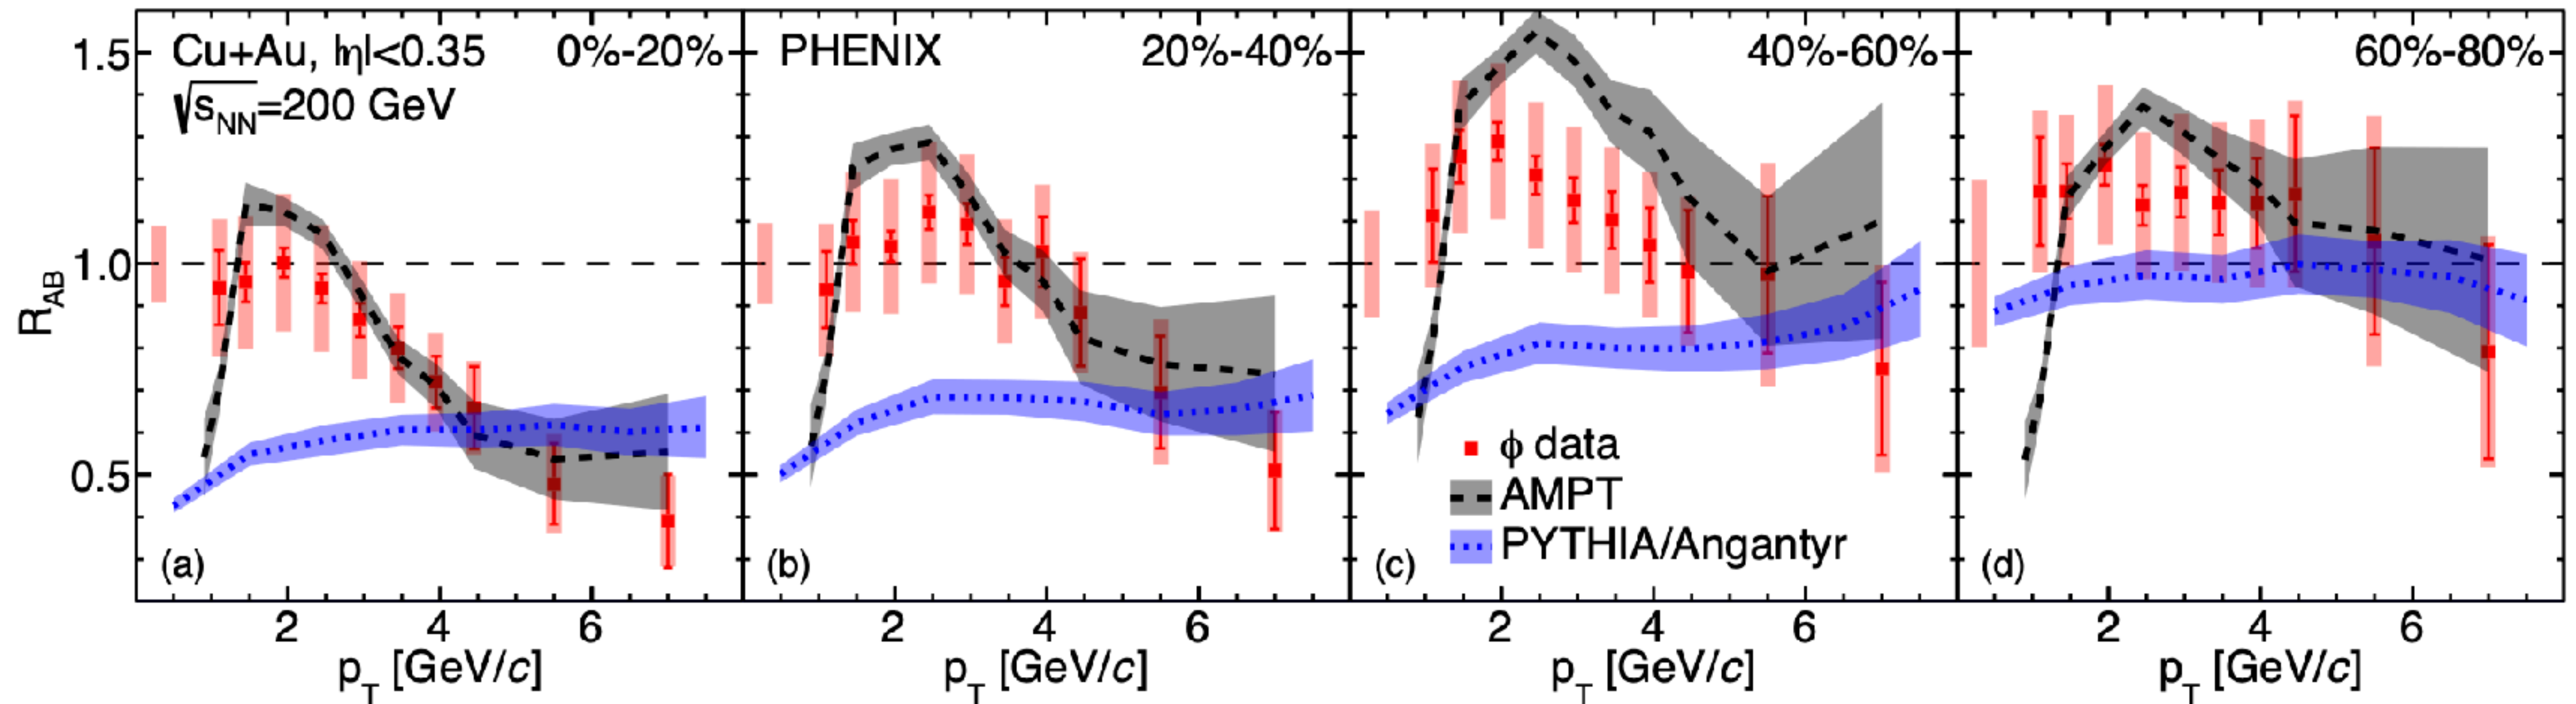 Cu+Au, |η|<0.35 0%-20%
√sNN=200 GeV
PHENIX 20%-40%
40%-60%
60%-80%
RAB
1.5
1.0
0.5
(a)
(b)
(c)
(d)
ϕ data
AMPT
PYTHIA/Angantyr
2 4 6
2 4 6
2 4 6
2 4 6
pT [GeV/c]
pT [GeV/c]
pT [GeV/c]
pT [GeV/c]